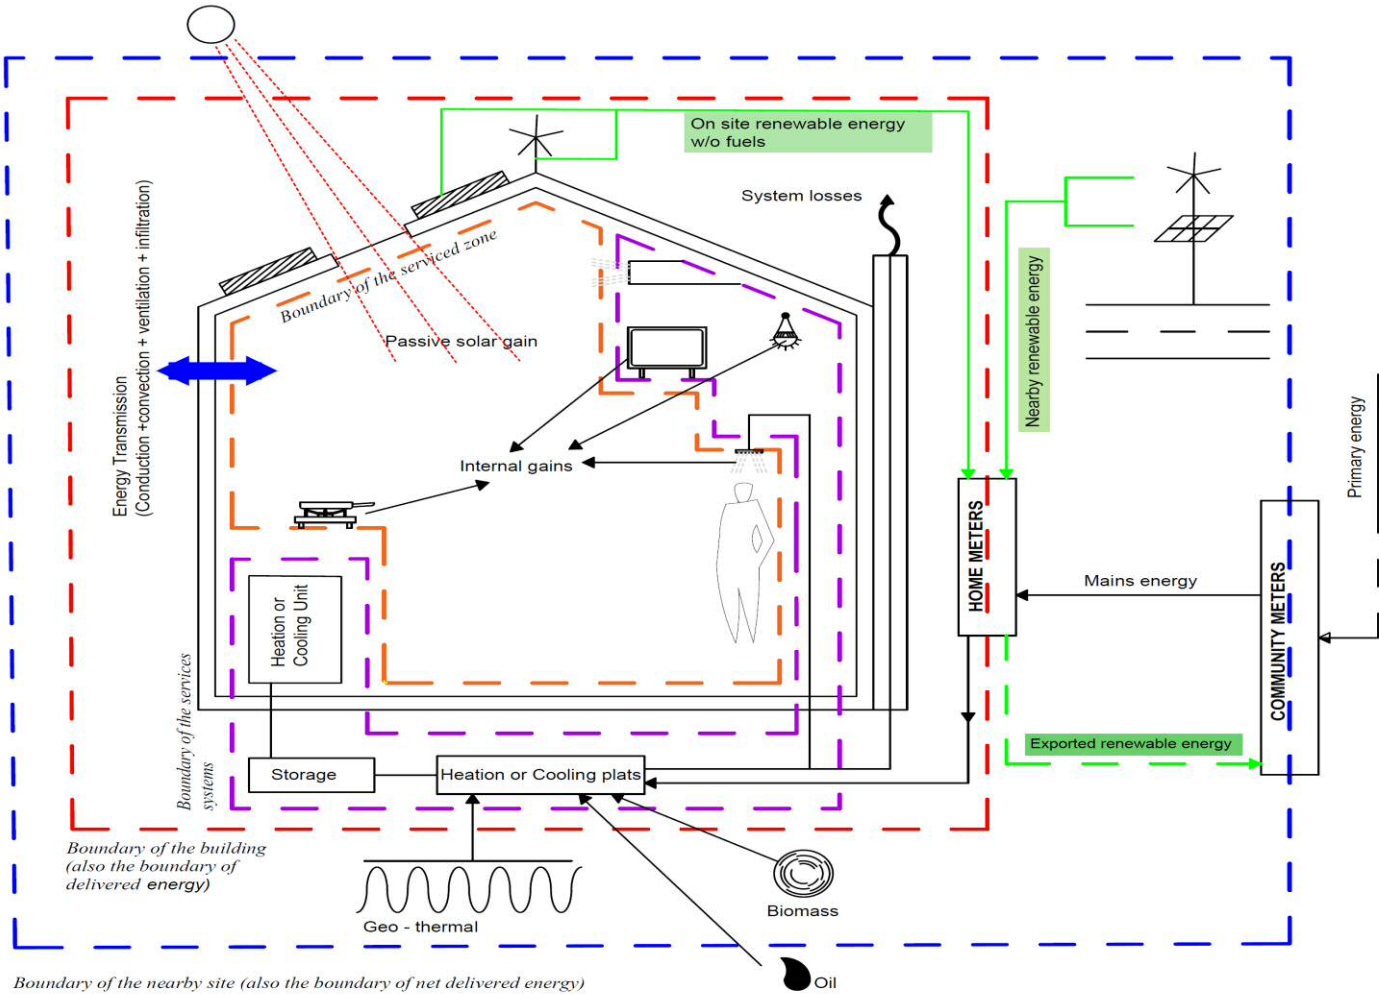 On site renewable energy
w/o fuels
System losses
Boundary of the serviced zone
Passive solar gain
Energy Transmission
(Conduction +convection + ventilation + infiltration)
Nearby renewable energy
Primary energy
Internal gains
HOME METERS
Mains energy
COMMUNITY METERS
Heation or
Cooling Unit
Boundary of the services
systems
Exported renewable energy
Storage
Heation or Cooling plats
Boundary of the building
(also the boundary of
delivered energy)
Geo - thermal
Biomass
Oil
Boundary of the nearby site (also the boundary of net delivered energy)